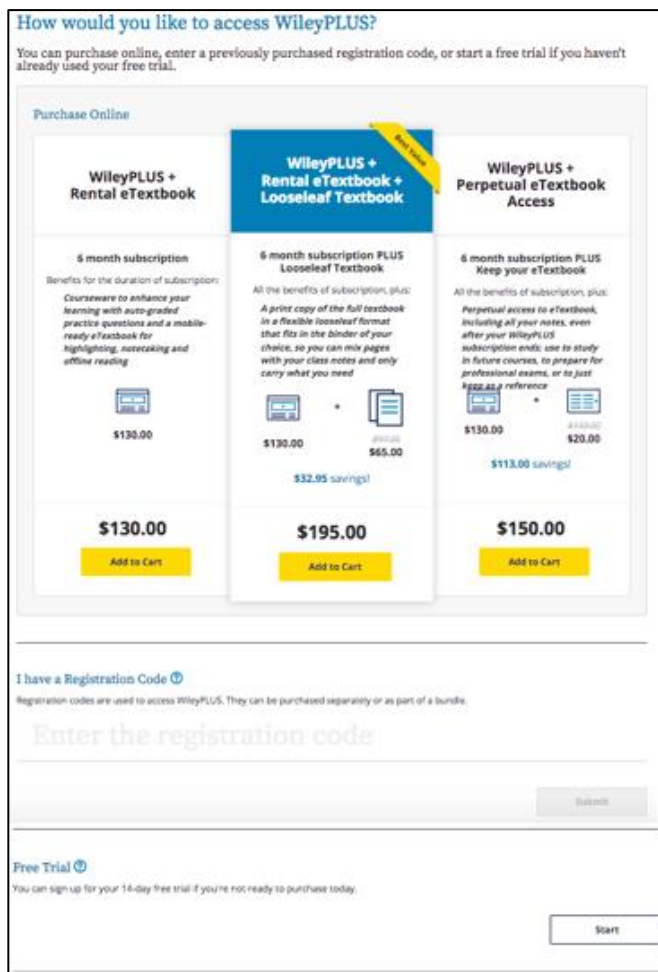 How would you like to access WileyPLUS?
You can purchase online, enter a previously purchased registration code, or start a free trial if you haven't
already used your free trial.
Purchase Online
Best Value
WileyPLUS +
Rental eTextbook
WileyPLUS +
Rental eTextbook +
Looseleaf Textbook
WileyPLUS +
Perpetual eTextbook
Access
6 month subscription
Benefits for the duration of subscription:
Courseware to enhance your
learning with auto-graded
practice questions and a mobile-
ready eTextbook for
highlighting, notetaking and
offline reading
$130.00
$130.00
Add to Cart
6 month subscription PLUS
Looseleaf Textbook
All the benefits of subscription, plus:
A print copy of the full textbook
in a flexible looseleaf format
that fits in the binder of your
choice, so you can mix pages
with your class notes and only
carry what you need
+
$130.00
$65.00
$32.95 savings!
$195.00
Add to Cart
6 month subscription PLUS
Keep your eTextbook
All the benefits of subscription, plus:
Perpetual access to eTextbook,
including all your notes, even
after your WileyPLUS
subscription ends; use to study
in future courses, to prepare for
professional exams, or to just
keep as a reference
+
$130.00
$20.00
$113.00 savings!
$150.00
Add to Cart
I have a Registration Code ?
Registration codes are used to access WileyPLUS. They can be purchased separately or as part of a bundle.
Enter the registration code
Submit
Free Trial ?
You can sign up for your 14-day free trial if you're not ready to purchase today.
Start